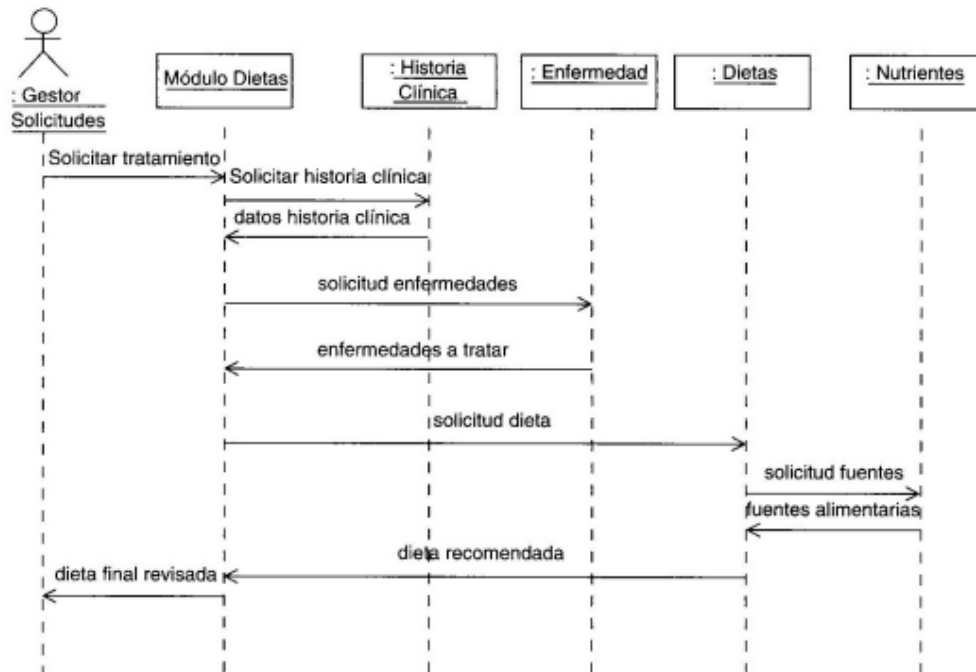 : Gestor
Solicitudes
Módulo Dietas
: Historia
Clínica
: Enfermedad
: Dietas
: Nutrientes
Solicitar tratamiento
Solicitar historia clínica
datos historia clínica
solicitud enfermedades
enfermedades a tratar
solicitud dieta
solicitud fuentes
fuentes alimentarias
dieta recomendada
dieta final revisada